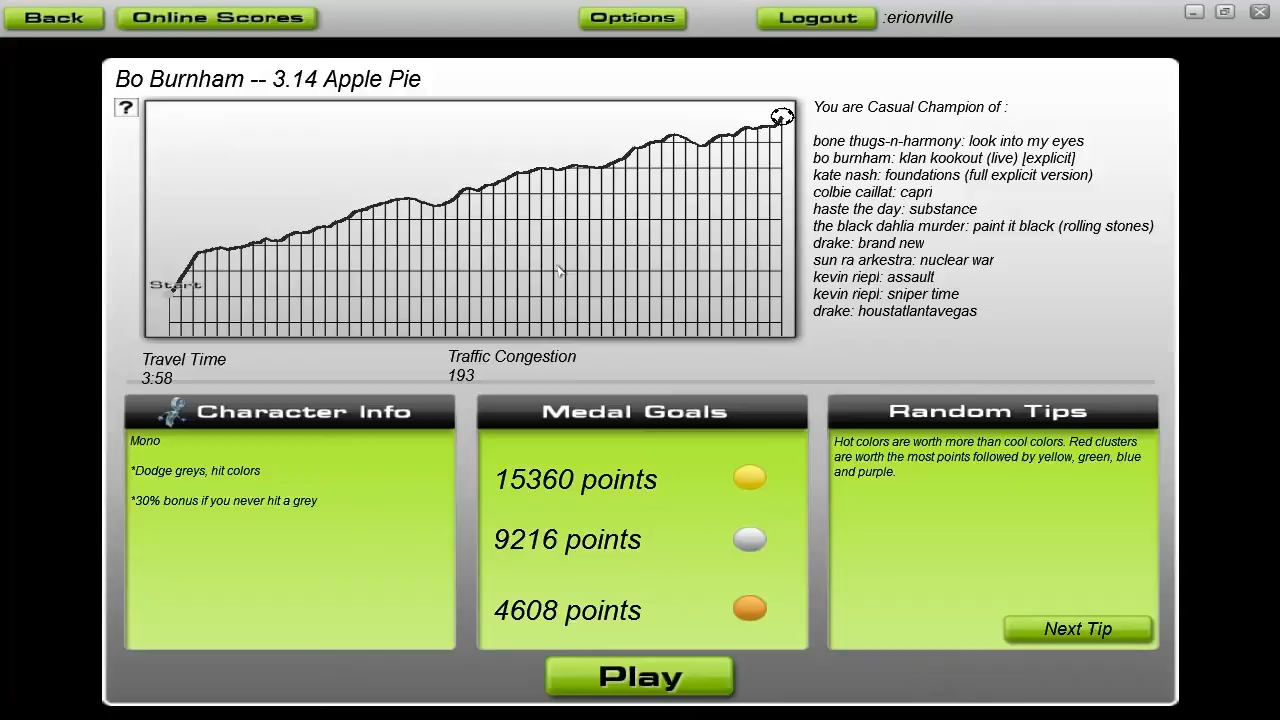 Back
Online Scores
Options
Logout
:erionville
Bo Burnham -- 3.14 Apple Pie
?
Start
You are Casual Champion of :
bone thugs-n-harmony: look into my eyes
bo burnham: klan kookout (live) [explicit]
kate nash: foundations (full explicit version)
colbie caillat: capri
haste the day: substance
the black dahlia murder: paint it black (rolling stones)
drake: brand new
sun ra arkestra: nuclear war
kevin riepl: assault
kevin riepl: sniper time
drake: houstatlantavegas
Travel Time
3:58
Traffic Congestion
193
Character Info
Mono
*Dodge greys, hit colors
*30% bonus if you never hit a grey
Medal Goals
15360 points
9216 points
4608 points
Random Tips
Hot colors are worth more than cool colors. Red clusters
are worth the most points followed by yellow, green, blue
and purple.
Next Tip
Play